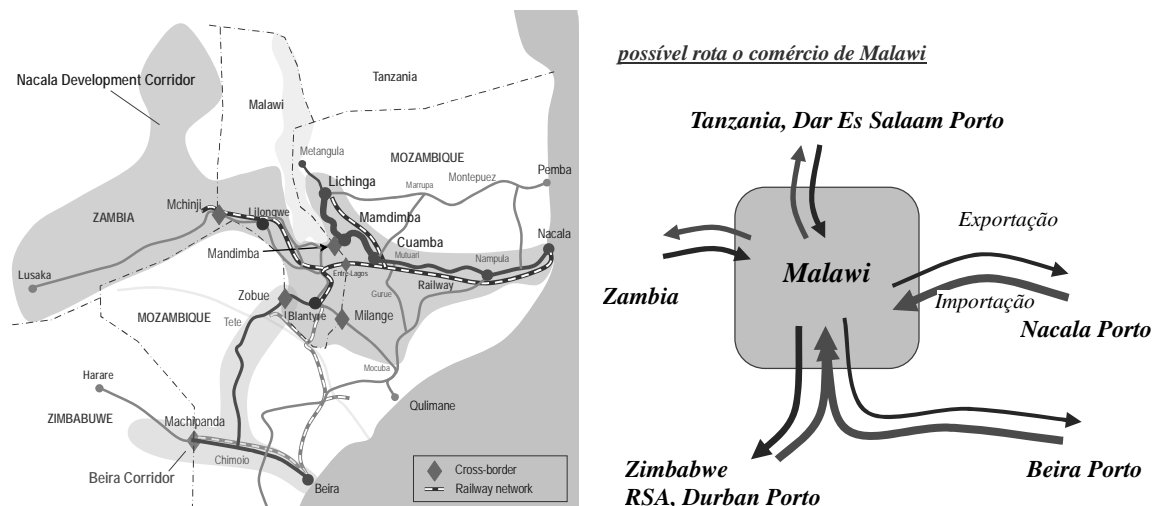 Nacala Development Corridor
Tanzania
Malawi
Metangula
MOZAMBIQUE
Pemba
Lichinga
Marrupa
Montepuez
Mchinji
ZAMBIA
Lilongwe
Mamdimba
Nacala
Mandimba
Cuamba
Mutuari
Nampula
Lusaka
Entre-Lagos
Railway
Zobue
Gurue
MOZAMBIQUE
Blantyre
Milange
Tete
Mocuba
Harare
Qulimane
ZIMBABUWE
Machipanda
Chimoio
Beira Corridor
Beira
Cross-border
Railway network
possível rota o comércio de Malawi
Tanzania, Dar Es Salaam Porto
Exportação
Malawi
Zambia
Importação
Nacala Porto
Zimbabwe
RSA, Durban Porto
Beira Porto